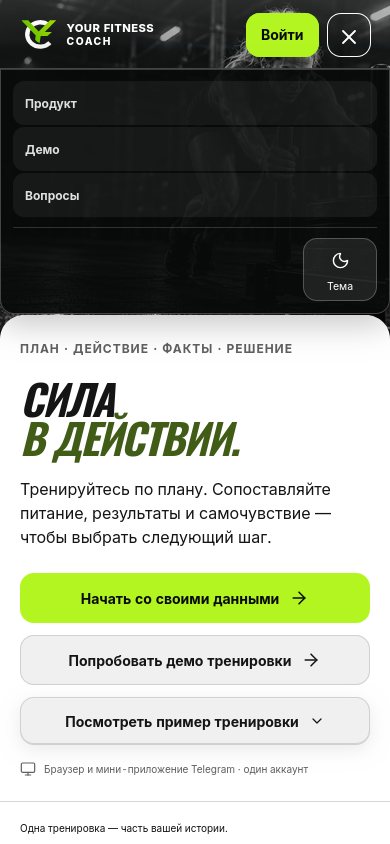 YOUR FITNESS
COACH
Войти
Продукт
Демо
Вопросы
Тема
ПЛАН · ДЕЙСТВИЕ · ФАКТЫ · РЕШЕНИЕ
СИЛА
В ДЕЙСТВИИ.
Тренируйтесь по плану. Сопоставляйте
питание, результаты и самочувствие —
чтобы выбрать следующий шаг.
Начать со своими данными
Попробовать демо тренировки
Посмотреть пример тренировки
Браузер и мини-приложение Telegram · один аккаунт
Одна тренировка — часть вашей истории.